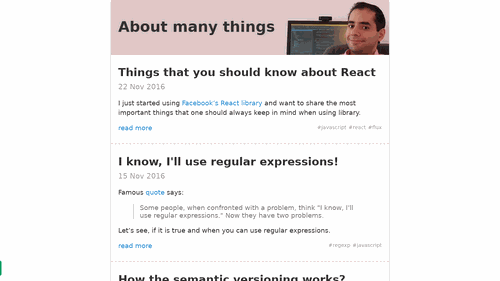 About many things
Things that you should know about React
22 Nov 2016
I just started using Facebook's React library and want to share the most
important things that one should always keep in mind when using library.
read more
#javascript #react #flux
I know, I'll use regular expressions!
15 Nov 2016
Famous quote says:
Some people, when confronted with a problem, think "I know, I'll
use regular expressions." Now they have two problems.
Let's see, if it is true and when you can use regular expressions.
read more
#regexp #javascript
How the semantic versioning works?